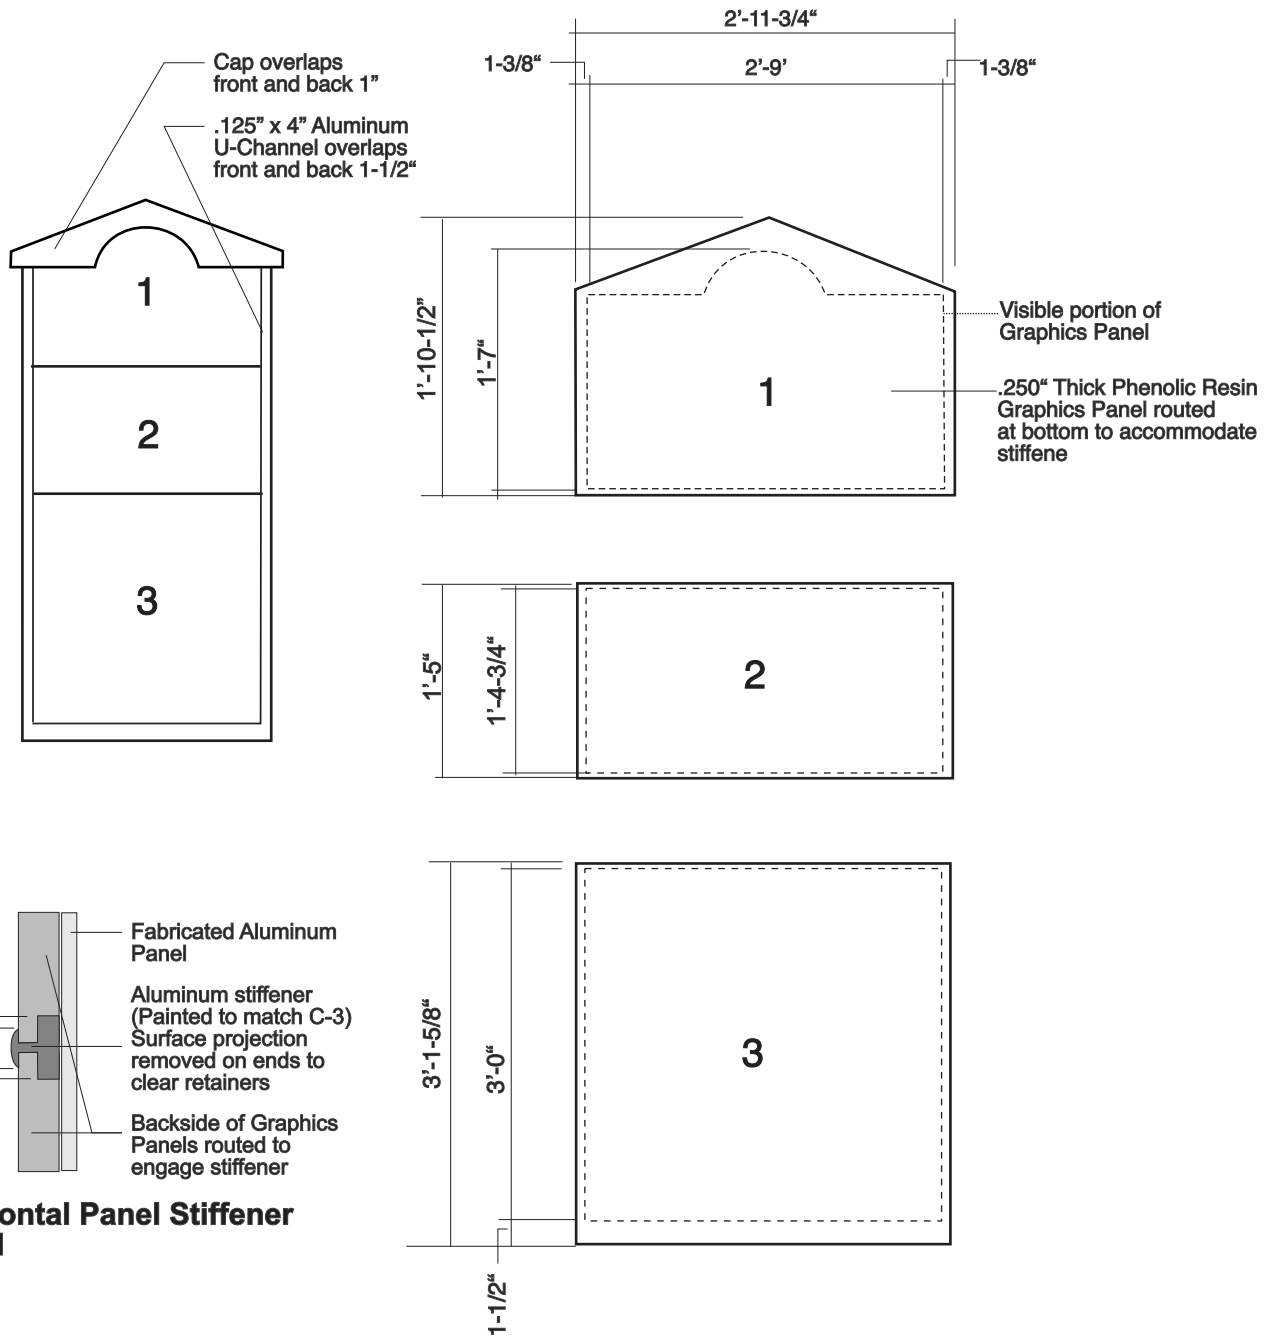 Cap overlaps
front and back 1”
.125” x 4” Aluminum
U-Channel overlaps
front and back 1-1/2“
1
2
3
2’-11-3/4“
1-3/8“
2’-9’
1-3/8“
1’-10-1/2”
1’-7“
1
Visible portion of
Graphics Panel
.250“ Thick Phenolic Resin
Graphics Panel routed
at bottom to accommodate
stiffene
1’-5“
1’-4-3/4“
2
3’-1-5/8“
3’-0“
3
1-1/2“
Fabricated Aluminum
Panel
Aluminum stiffener
(Painted to match C-3)
Surface projection
removed on ends to
clear retainers
Backside of Graphics
Panels routed to
engage stiffener
ontal Panel Stiffener